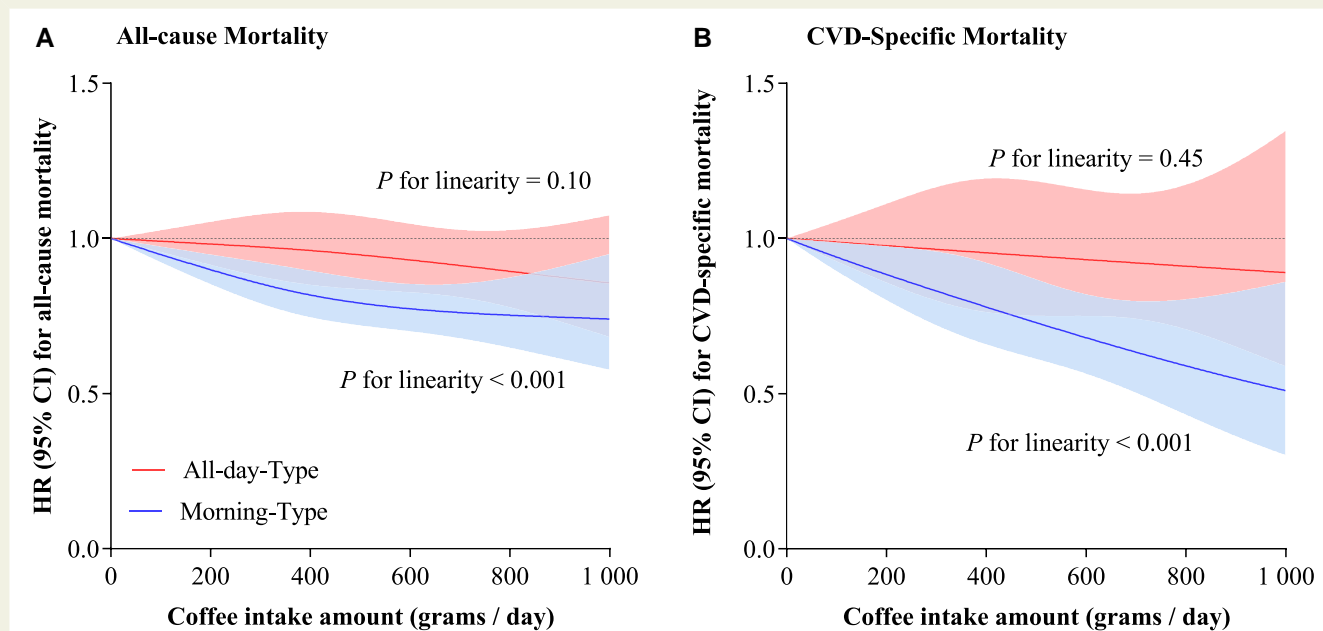 A All-cause Mortality
HR (95% CI) for all-cause mortality
1.5
1.0
0.5
0.0
P for linearity = 0.10
P for linearity < 0.001
All-day-Type
Morning-Type
0 200 400 600 800 1 000
Coffee intake amount (grams / day)
B CVD-Specific Mortality
HR (95% CI) for CVD-specific mortality
1.5
1.0
0.5
0.0
P for linearity = 0.45
P for linearity < 0.001
0 200 400 600 800 1 000
Coffee intake amount (grams / day)